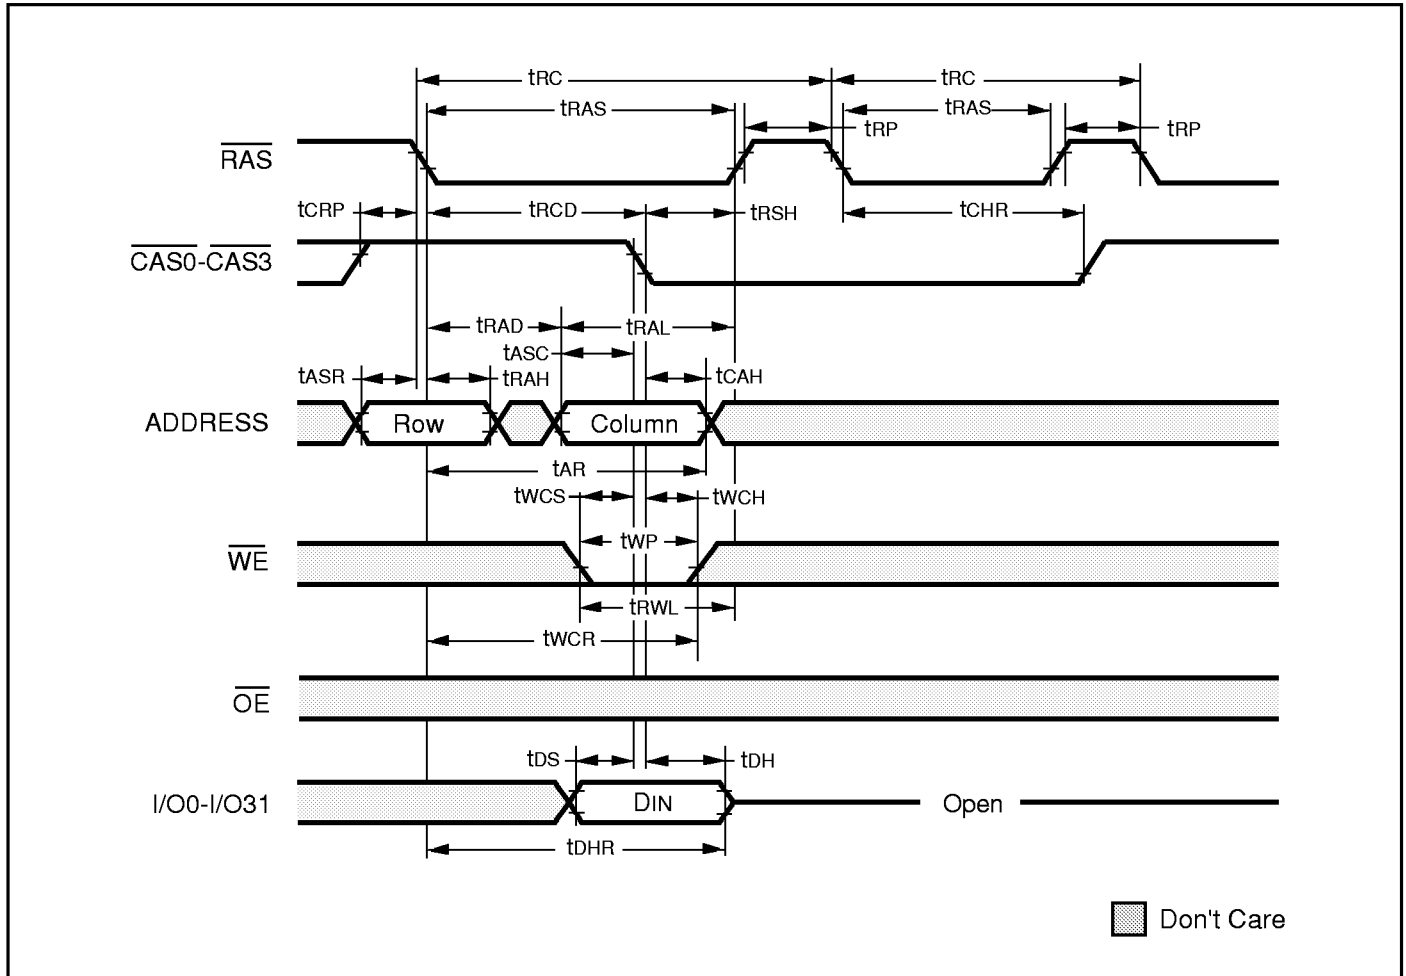 tRC tRC
tRAS tRAS
tRP tRP
RAS
tCRP tRCD tRSH tCHR
CAS0-CAS3
tRAD tRAL
tASC
tASR tRAH tCAH
ADDRESS Row Column
tAR
tWCS tWCH
tWP
WE
tRWL
tWCR
OE
tDS tDH
I/O0-I/O31 DIN Open
tDHR
Don't Care